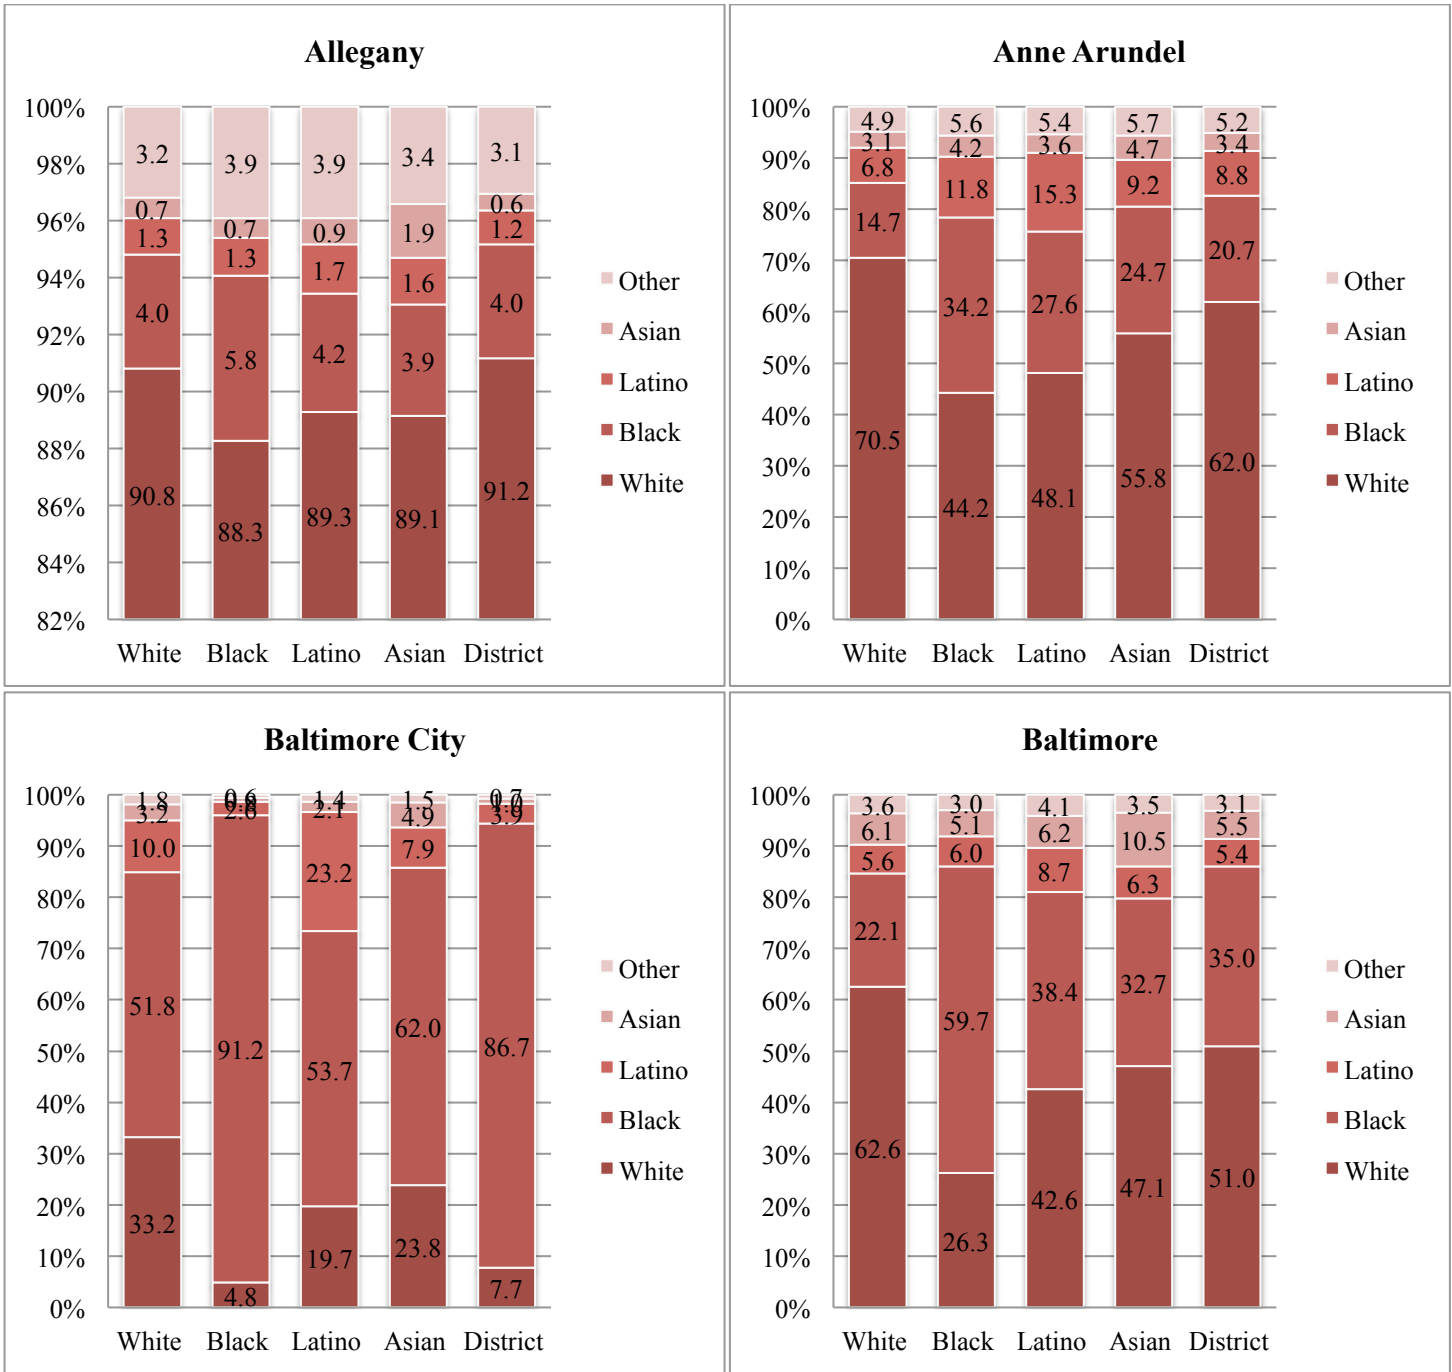 Allegany
100%
98%
96%
94%
92%
90%
88%
86%
84%
82%
3.2 3.9 3.9 3.4 3.1
0.7 0.7 0.9 1.9 0.6
1.3 1.3 1.7 1.6 1.2
4.0 5.8 4.2 3.9 4.0
90.8 88.3 89.3 89.1 91.2
White Black Latino Asian District
Other
Asian
Latino
Black
White
Anne Arundel
100%
90%
80%
70%
60%
50%
40%
30%
20%
10%
0%
4.9 5.6 5.4 5.7 5.2
3.1 4.2 3.6 4.7 3.4
6.8 11.8 15.3 9.2 8.8
14.7 34.2 27.6 24.7 20.7
70.5 44.2 48.1 55.8 62.0
White Black Latino Asian District
Other
Asian
Latino
Black
White
Baltimore City
100%
90%
80%
70%
60%
50%
40%
30%
20%
10%
0%
1.8 0.6 1.4 1.5 0.7
3.2 2.1 4.9 1.0
10.0 2.6 23.2 7.9 3.9
51.8 91.2 53.7 62.0 86.7
33.2 4.8 19.7 23.8 7.7
White Black Latino Asian District
Other
Asian
Latino
Black
White
Baltimore
100%
90%
80%
70%
60%
50%
40%
30%
20%
10%
0%
3.6 3.0 4.1 3.5 3.1
6.1 5.1 6.2 10.5 5.5
5.6 6.0 8.7 6.3 5.4
22.1 59.7 38.4 32.7 35.0
62.6 26.3 42.6 47.1 51.0
White Black Latino Asian District
Other
Asian
Latino
Black
White